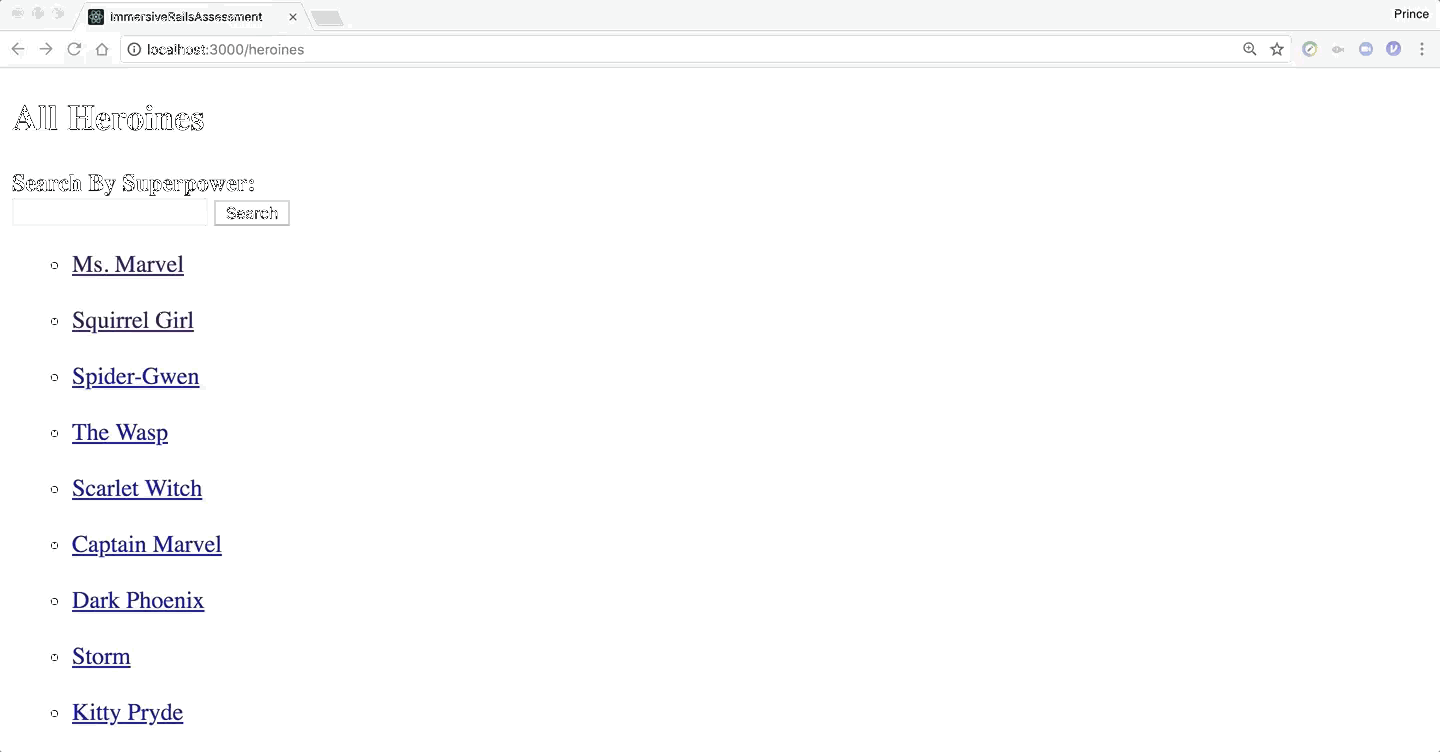 ImmersiveRailsAssessment
Prince
localhost:3000/heroines
All Heroines
Search By Superpower:
Search
Ms. Marvel
Squirrel Girl
Spider-Gwen
The Wasp
Scarlet Witch
Captain Marvel
Dark Phoenix
Storm
Kitty Pryde